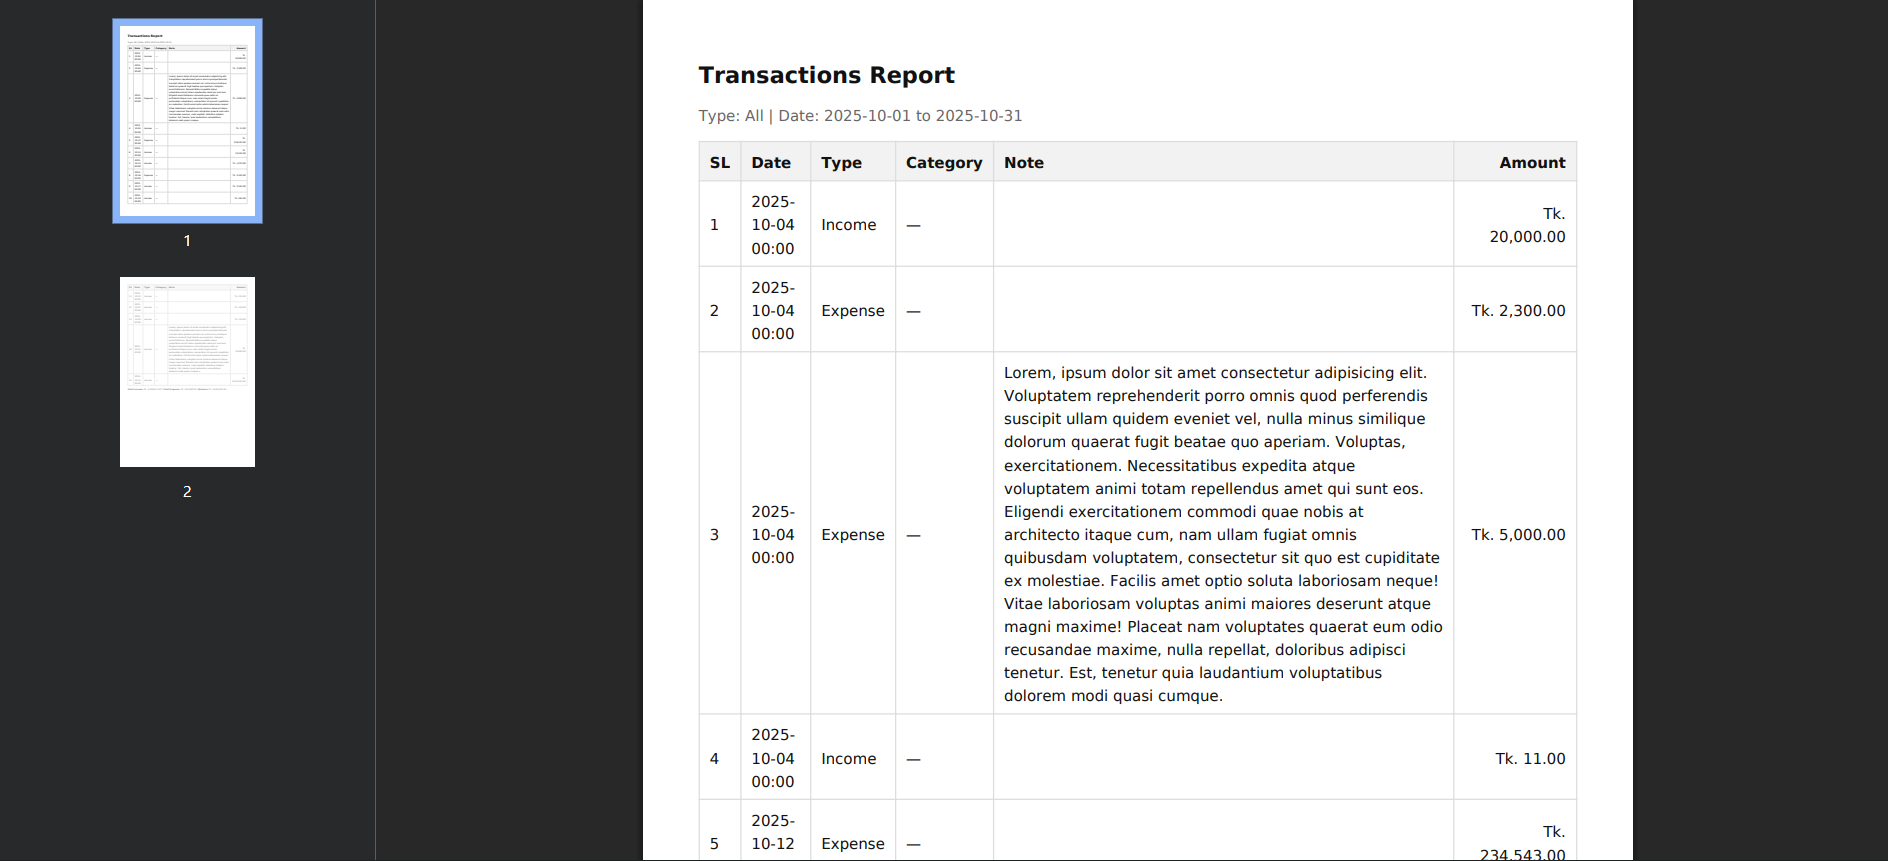 Transactions Report
Type: All | Date: 2025-10-01 to 2025-10-31
SL Date Type Category Note Amount
1 2025-10-04 00:00 Income — Tk. 20,000.00
2 2025-10-04 00:00 Expense — Tk. 2,300.00
3 2025-10-04 00:00 Expense — Lorem, ipsum dolor sit amet consectetur adipisicing elit.
Voluptatem reprehenderit porro omnis quod perferendis
suscipit ullam quidem eveniet vel, nulla minus similique
dolorum quaerat fugit beatae quo aperiam. Voluptas,
exercitationem. Necessitatibus expedita atque
voluptatem animi totam repellendus amet qui sunt eos.
Eligendi exercitationem commodi quae nobis at
architecto itaque cum, nam ullam fugiat omnis
quibusdam voluptatem, consectetur sit quo est cupiditate
ex molestiae. Facilis amet optio soluta laboriosam neque!
Vitae laboriosam voluptas animi maiores deserunt atque
magni maxime! Placeat nam voluptates quaerat eum odio
recusandae maxime, nulla repellat, doloribus adipisci
tenetur. Est, tenetur quia laudantium voluptatibus
dolorem modi quasi cumque.
Tk. 5,000.00
4 2025-10-04 00:00 Income — Tk. 11.00
5 2025-10-12 Expense — Tk. 234,543.00
1
2